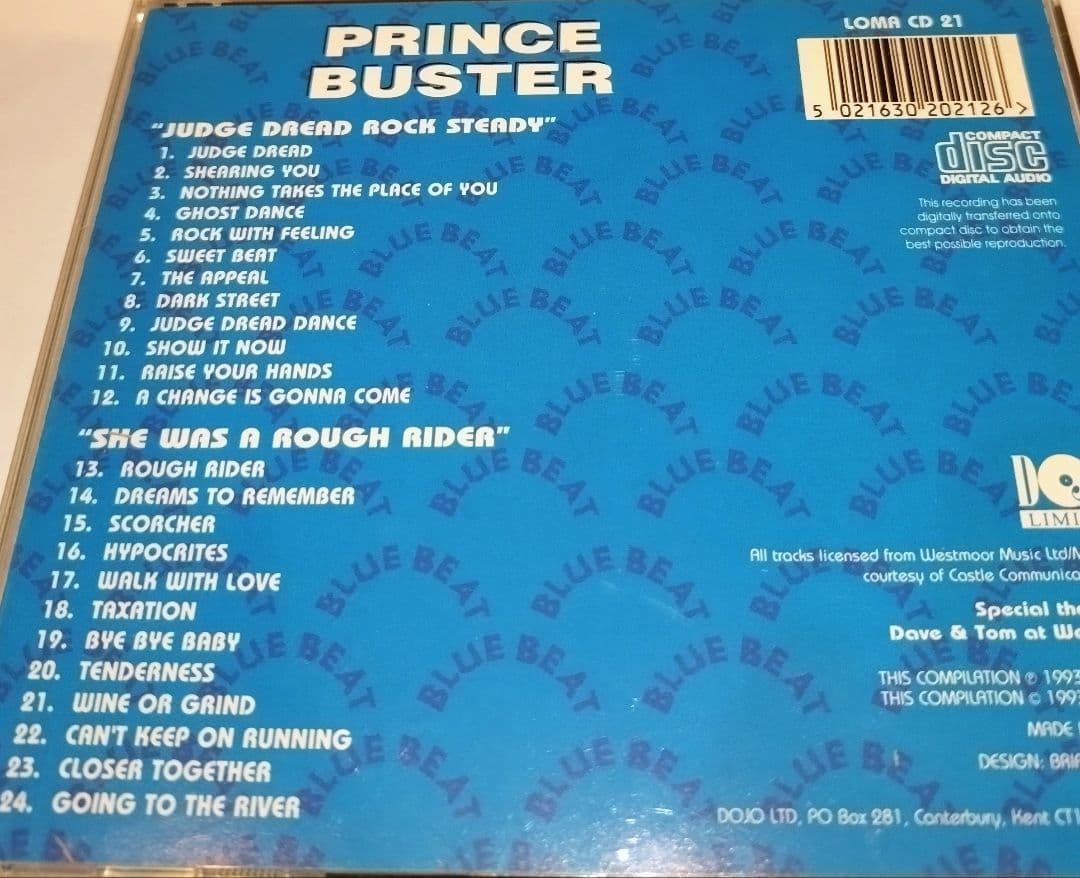 PRINCE
BUSTER
LOMA CD 21
5 021630 202126 >
COMPACT
disc
DIGITAL AUDIO
This recording has been
digitally transferred onto
compact disc to obtain the
best possible reproduction.
"JUDGE DREAD ROCK STEADY"
1. JUDGE DREAD
2. SHEARING YOU
3. NOTHING TAKES THE PLACE OF YOU
4. GHOST DANCE
5. ROCK WITH FEELING
6. SWEET BEAT
7. THE APPEAL
8. DARK STREET
9. JUDGE DREAD DANCE
10. SHOW IT NOW
11. RAISE YOUR HANDS
12. A CHANGE IS GONNA COME
"SHE WAS A ROUGH RIDER"
13. ROUGH RIDER
14. DREAMS TO REMEMBER
15. SCORCHER
16. HYPOCRITES
17. WALK WITH LOVE
18. TAXATION
19. BYE BYE BABY
20. TENDERNESS
21. WINE OR GRIND
22. CAN'T KEEP ON RUNNING
23. CLOSER TOGETHER
24. GOING TO THE RIVER
All tracks licensed from Westmoor Music Ltd/
courtesy of Castle
Special
Dave & Tom at
THIS COMPILATION ℗ 1993
THIS COMPILATION ©
MADE
DESIGN:
DOJO LTD, PO Box 281, Canterbury, Kent
BLUE BEAT